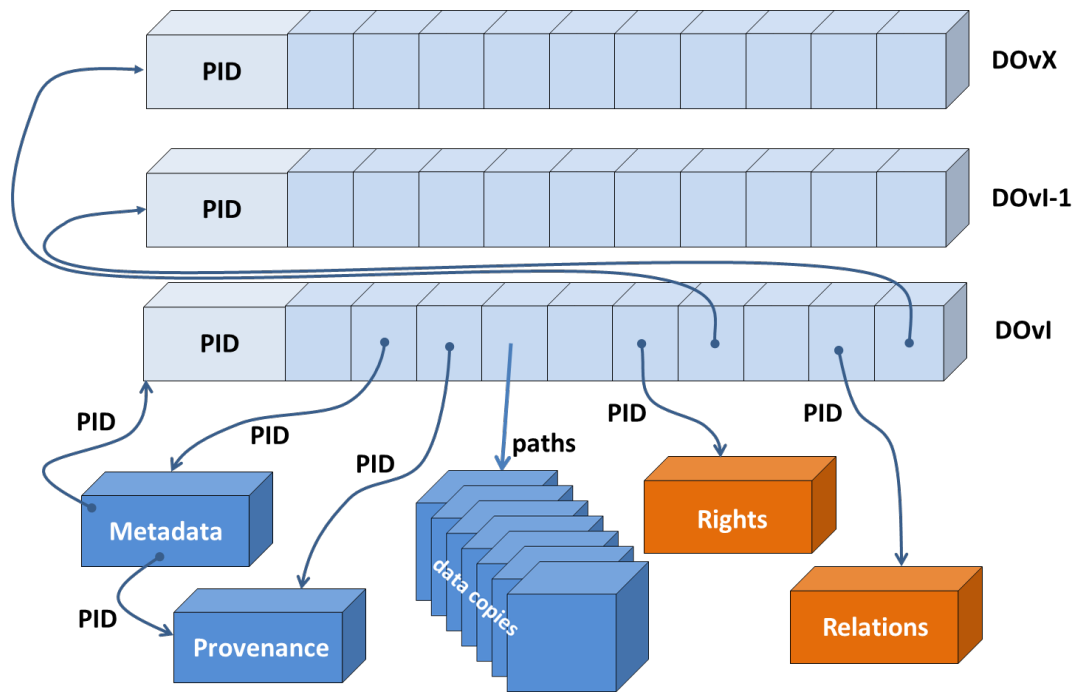 PID
DOvX
PID
DOvI-1
PID
DOvI
PID
PID
PID
paths
PID
PID
Metadata
PID
Provenance
data copies
Rights
Relations